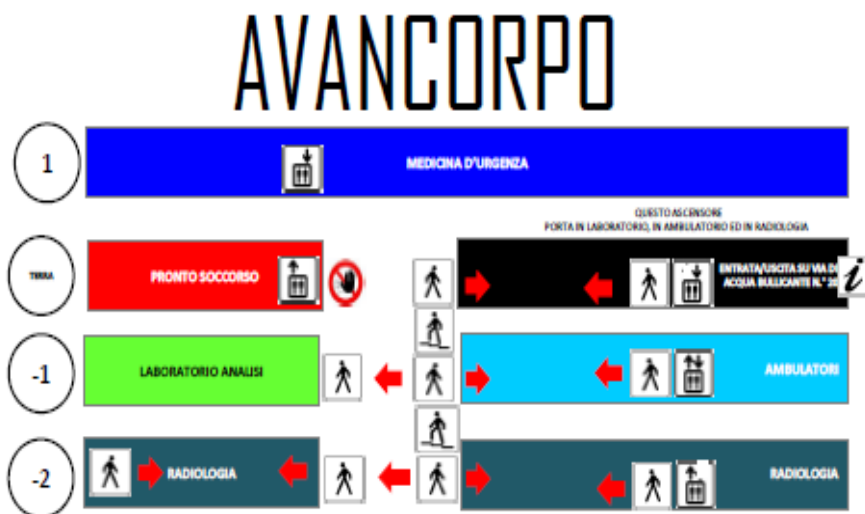 AVANCORPO
1
MEDICINA D'URGENZA
QUESTO ASCENSORE
PORTA IN LABORATORIO, IN AMBULATORIO ED IN RADIOLOGIA
TERRA
PRONTO SOCCORSO
ENTRATA/USCITA SU VIA
ACQUA BULLICANTE N.°
i
-1
LABORATORIO ANALISI
AMBULATORI
-2
RADIOLOGIA
RADIOLOGIA